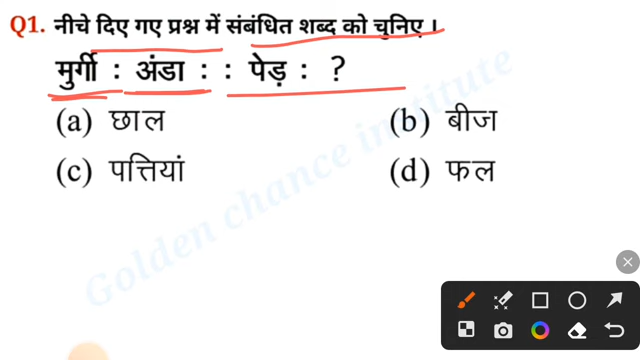 Q1. नीचे दिए गए प्रश्न में संबंधित शब्द को चुनिए ।
मुर्गी : अंडा : : पेड़ : ?
(a) छाल (b) बीज
(c) पत्तियां (d) फल
Golden chance institute